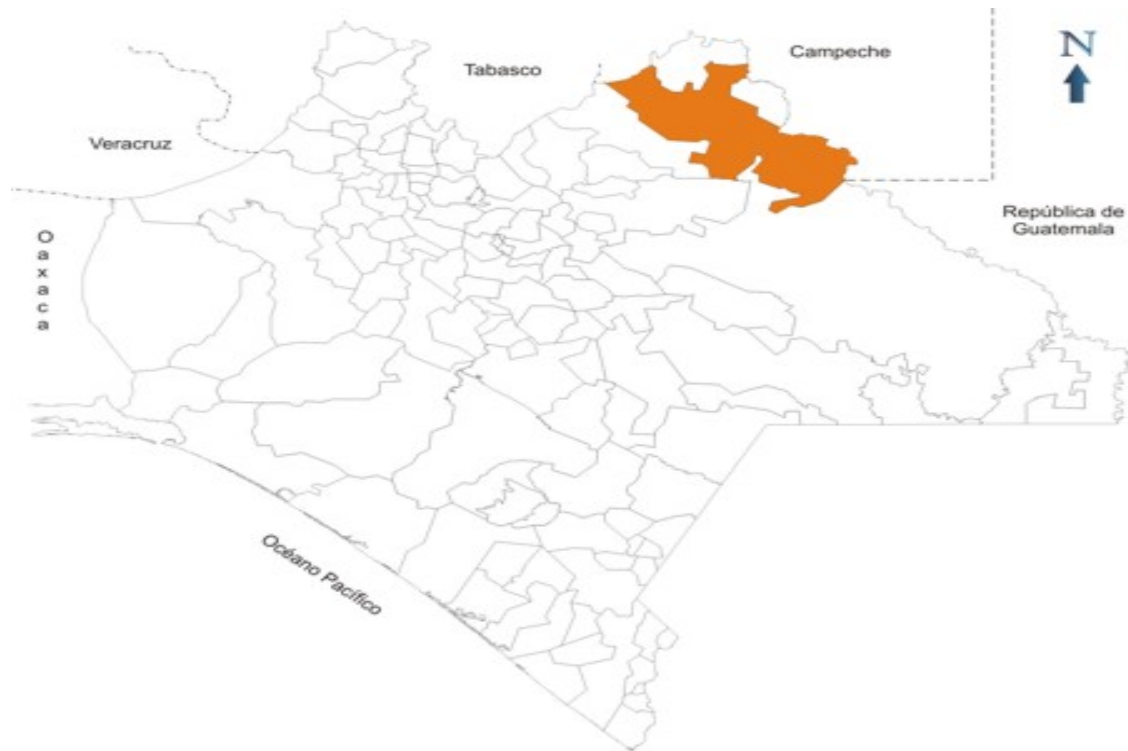 Campeche
N
Tabasco
Veracruz
República de
Guatemala
O
a
x
a
c
a
Océano Pacífico